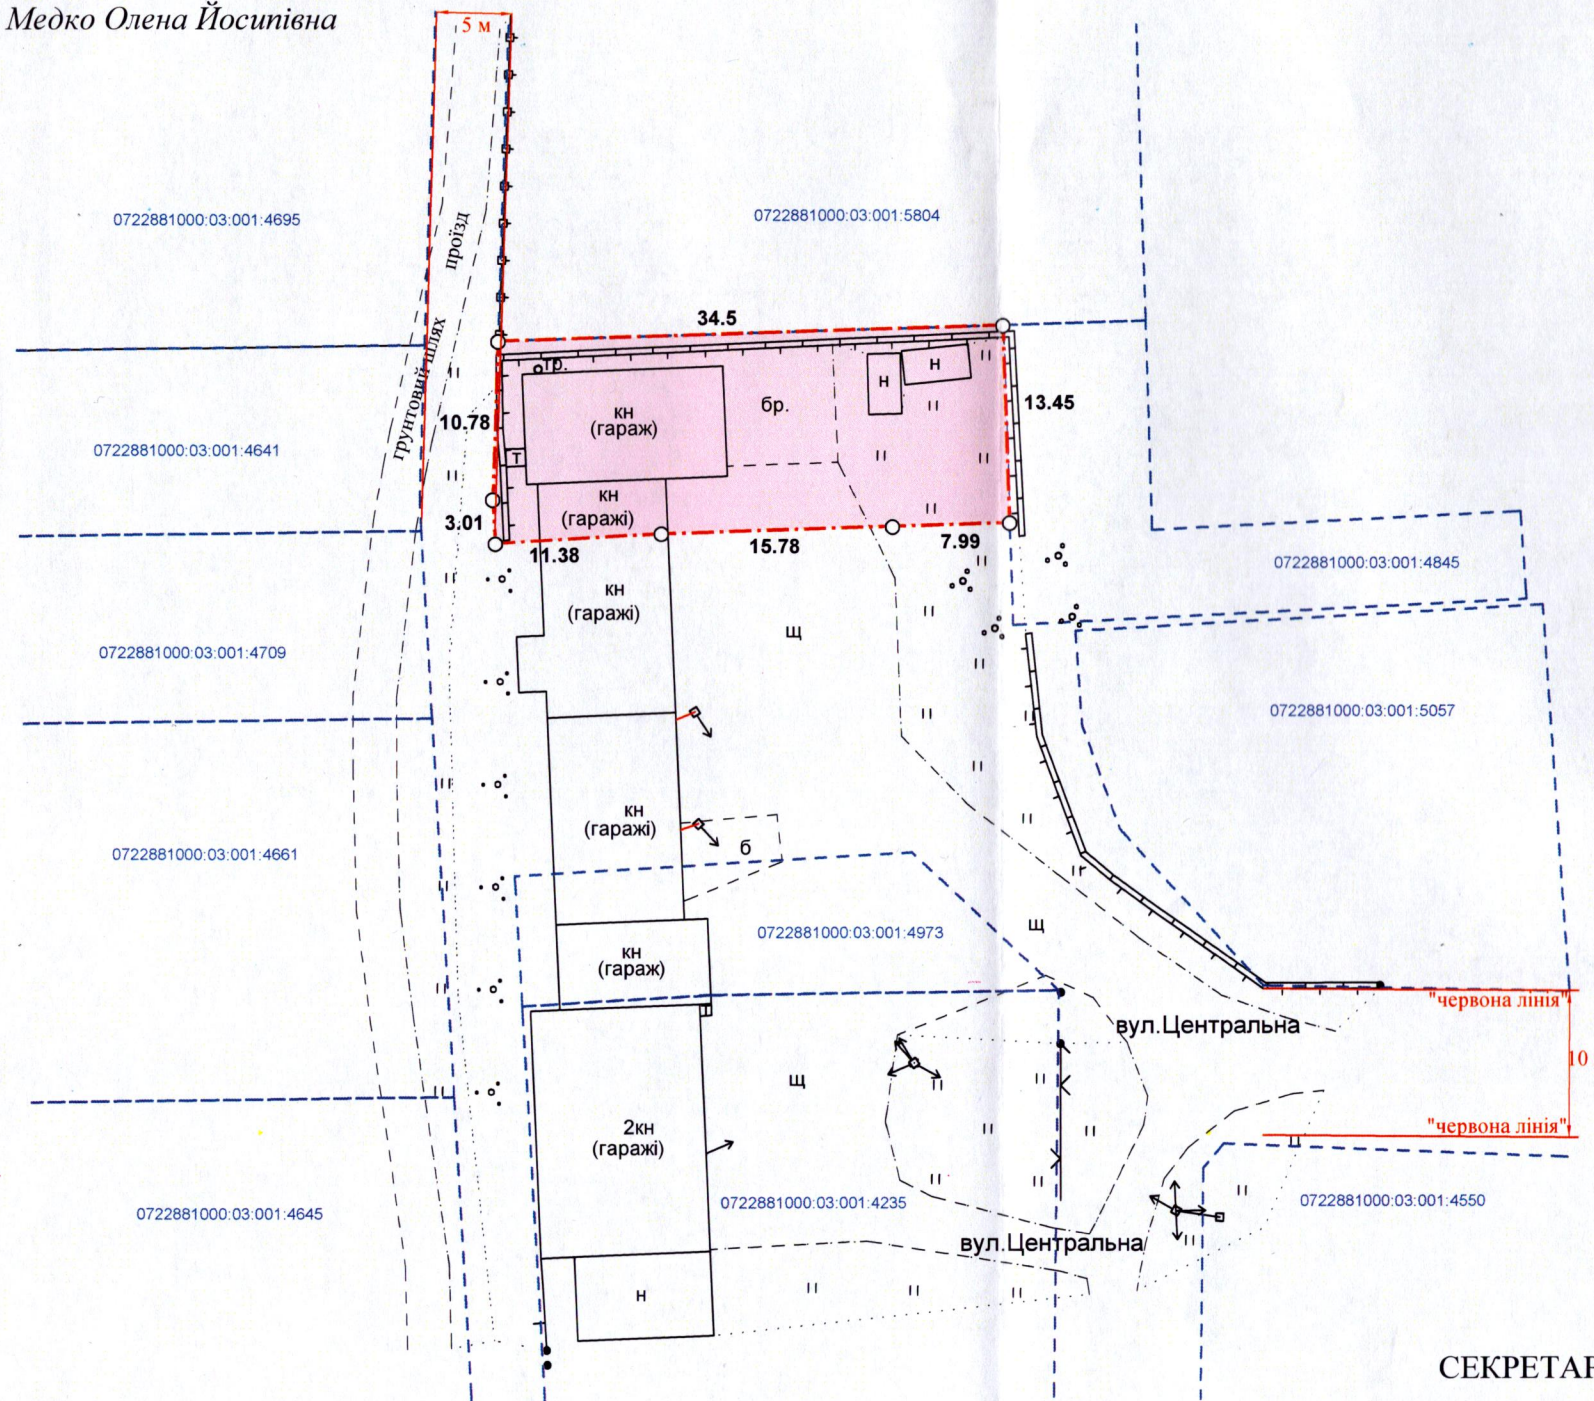 Медко Олена Йосипівна
5 м
0722881000:03:001:4695
0722881000:03:001:5804
проїзд
34.5
грунтовий шлях
тр.
н
н
кн
(гараж)
бр.
13.45
10.78
0722881000:03:001:4641
т
кн
(гаражі)
3.01
11.38
15.78
7.99
0722881000:03:001:4845
кн
(гаражі)
щ
0722881000:03:001:4709
0722881000:03:001:5057
кн
(гаражі)
б
0722881000:03:001:4661
0722881000:03:001:4973
щ
кн
(гараж)
"червона лінія"
вул.Центральна
10
щ
2кн
(гаражі)
"червона лінія"
0722881000:03:001:4645
0722881000:03:001:4235
0722881000:03:001:4550
вул.Центральна
н
СЕКРЕТАР